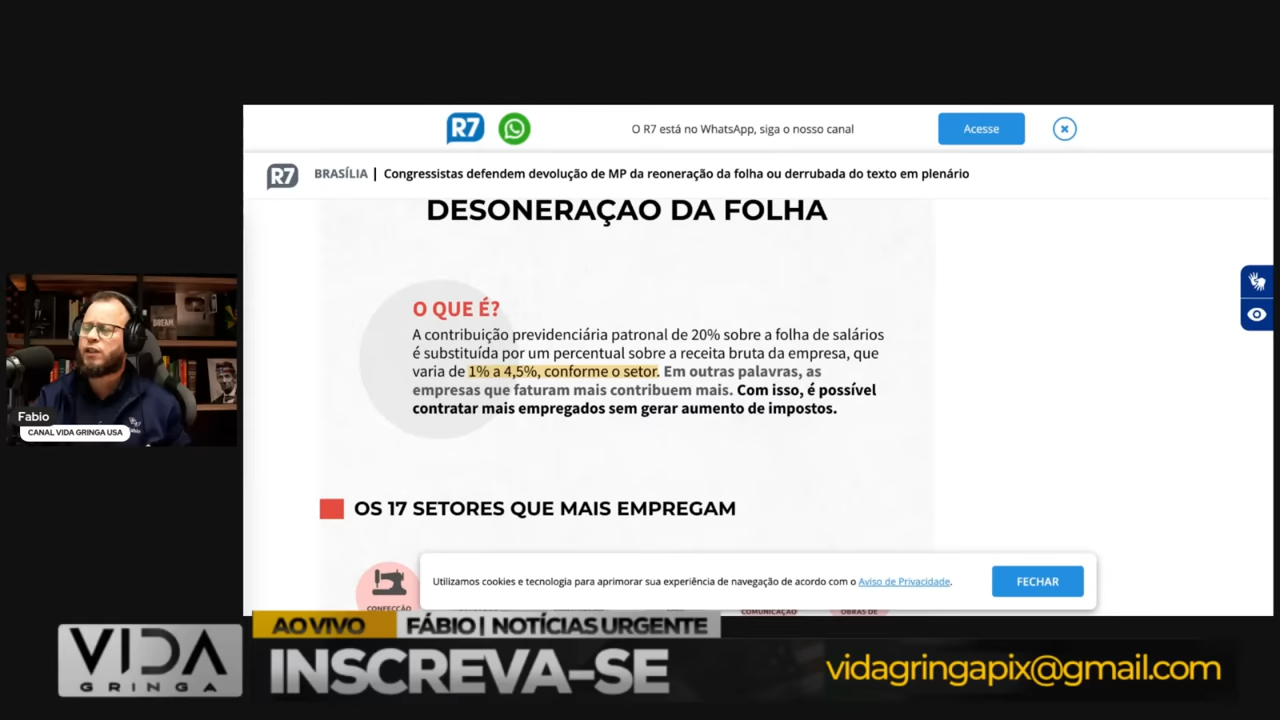 R7
O R7 está no WhatsApp, siga o nosso canal
Acesse
R7 BRASÍLIA | Congressistas defendem devolução de MP da reoneração da folha ou derrubada do texto em plenário
DESONERAÇAO DA FOLHA
O QUE É?
A contribuição previdenciária patronal de 20% sobre a folha de salários
é substituída por um percentual sobre a receita bruta da empresa, que
varia de 1% a 4,5%, conforme o setor. Em outras palavras, as
empresas que faturam mais contribuem mais. Com isso, é possível
contratar mais empregados sem gerar aumento de impostos.
DREAM
Fabio
CANAL VIDA GRINGA USA
OS 17 SETORES QUE MAIS EMPREGAM
Utilizamos cookies e tecnologia para aprimorar sua experiência de navegação de acordo com o Aviso de Privacidade.
FECHAR
CONFECÇÃO
COMUNICAÇÃO
OBRAS DE
AO VIVO
FÁBIO | NOTÍCIAS URGENTE
VIDA
GRINGA
INSCREVA-SE
vidagringapix@gmail.com